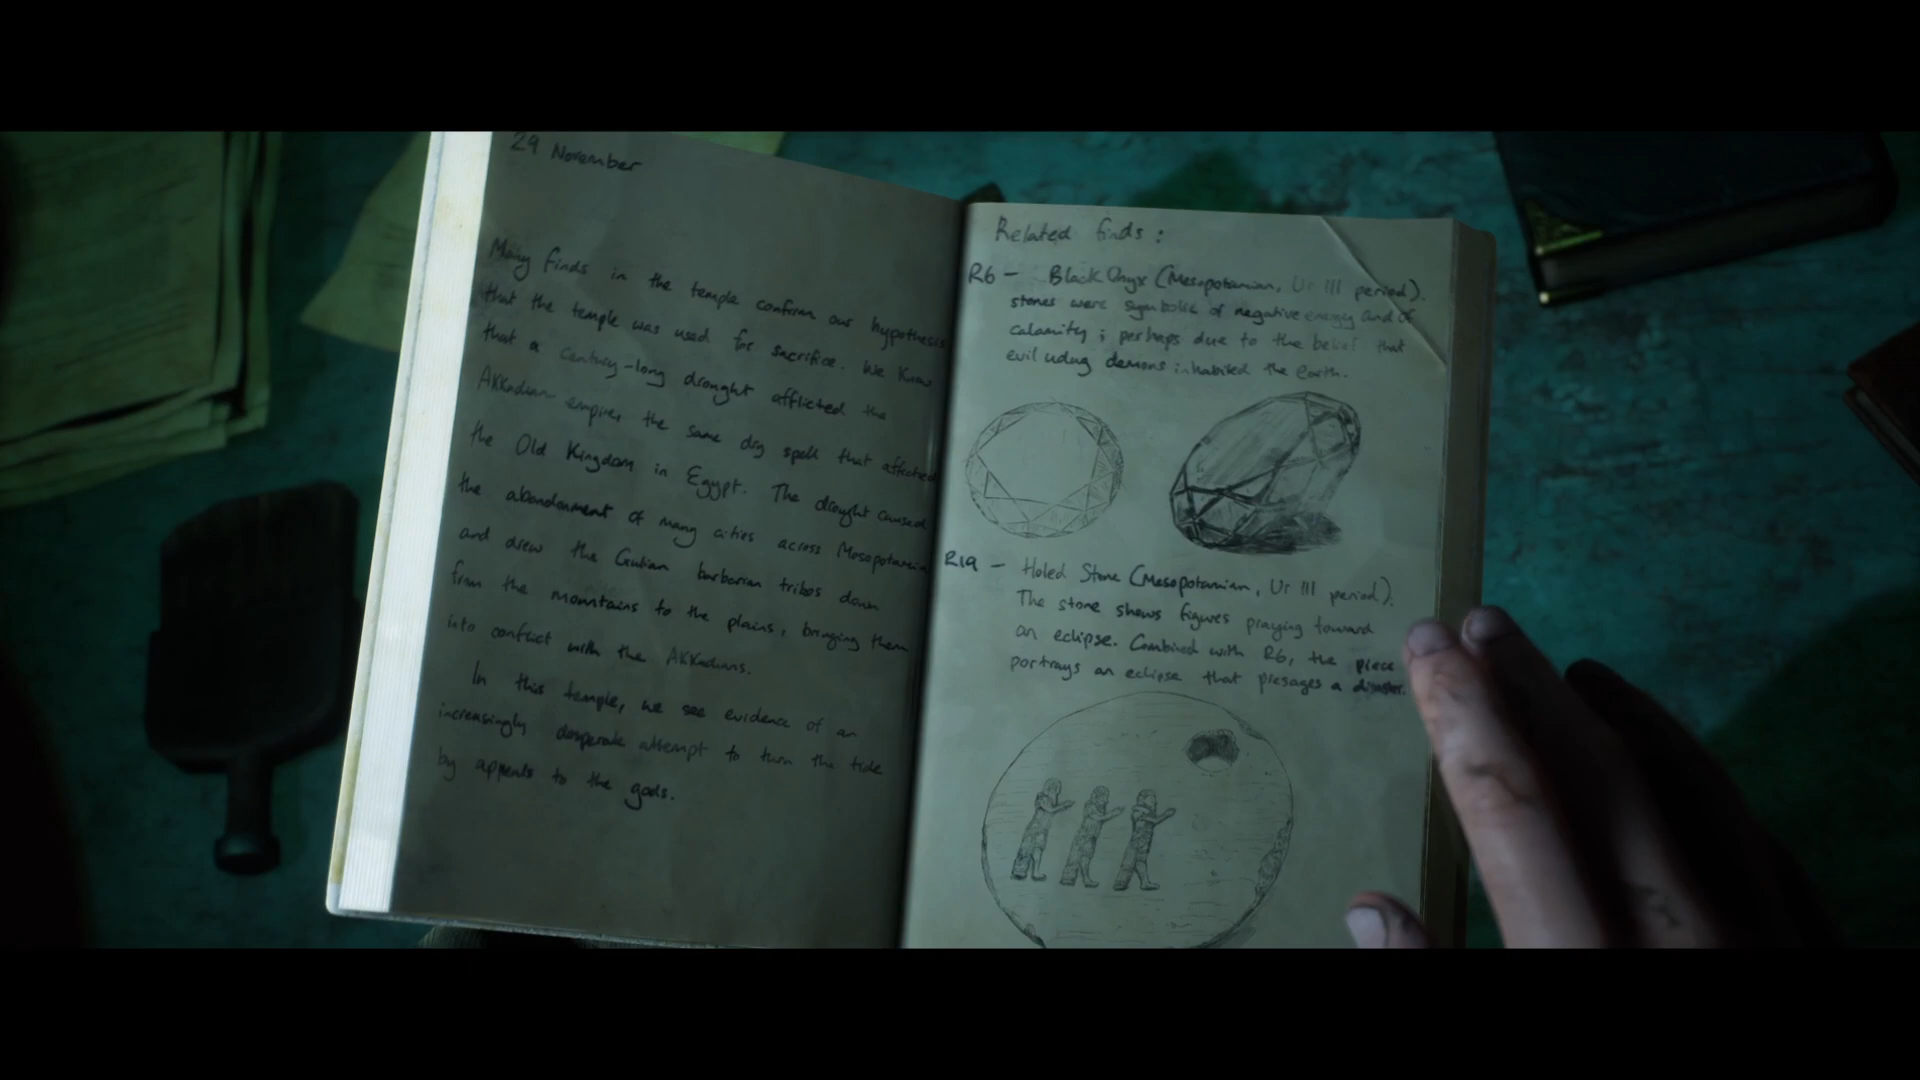 29 November
Many finds in the temple confirm our hypothesis
that the temple was used for sacrifice. We know
that a century-long drought afflicted the
Akkadian empire, the same dry spell that affected
the Old Kingdom in Egypt. The drought caused
the abandonment of many cities across Mesopotamia
and drew the Gutian barbarian tribes down
from the mountains to the plains, bringing them
into conflict with the Akkadians.
In this temple, we see evidence of an
increasingly desperate attempt to turn the tide
by appeals to the gods.
Related finds:
R6 - Black Onyx (Mesopotamian, Ur III period).
stones were symbolic of negative energy and of
calamity; perhaps due to the belief that
evil udug demons inhabited the earth.
R19 - Holed Stone (Mesopotamian, Ur III period).
The stone shows figures praying toward
an eclipse. Combined with R6, the piece
portrays an eclipse that presages a disaster.